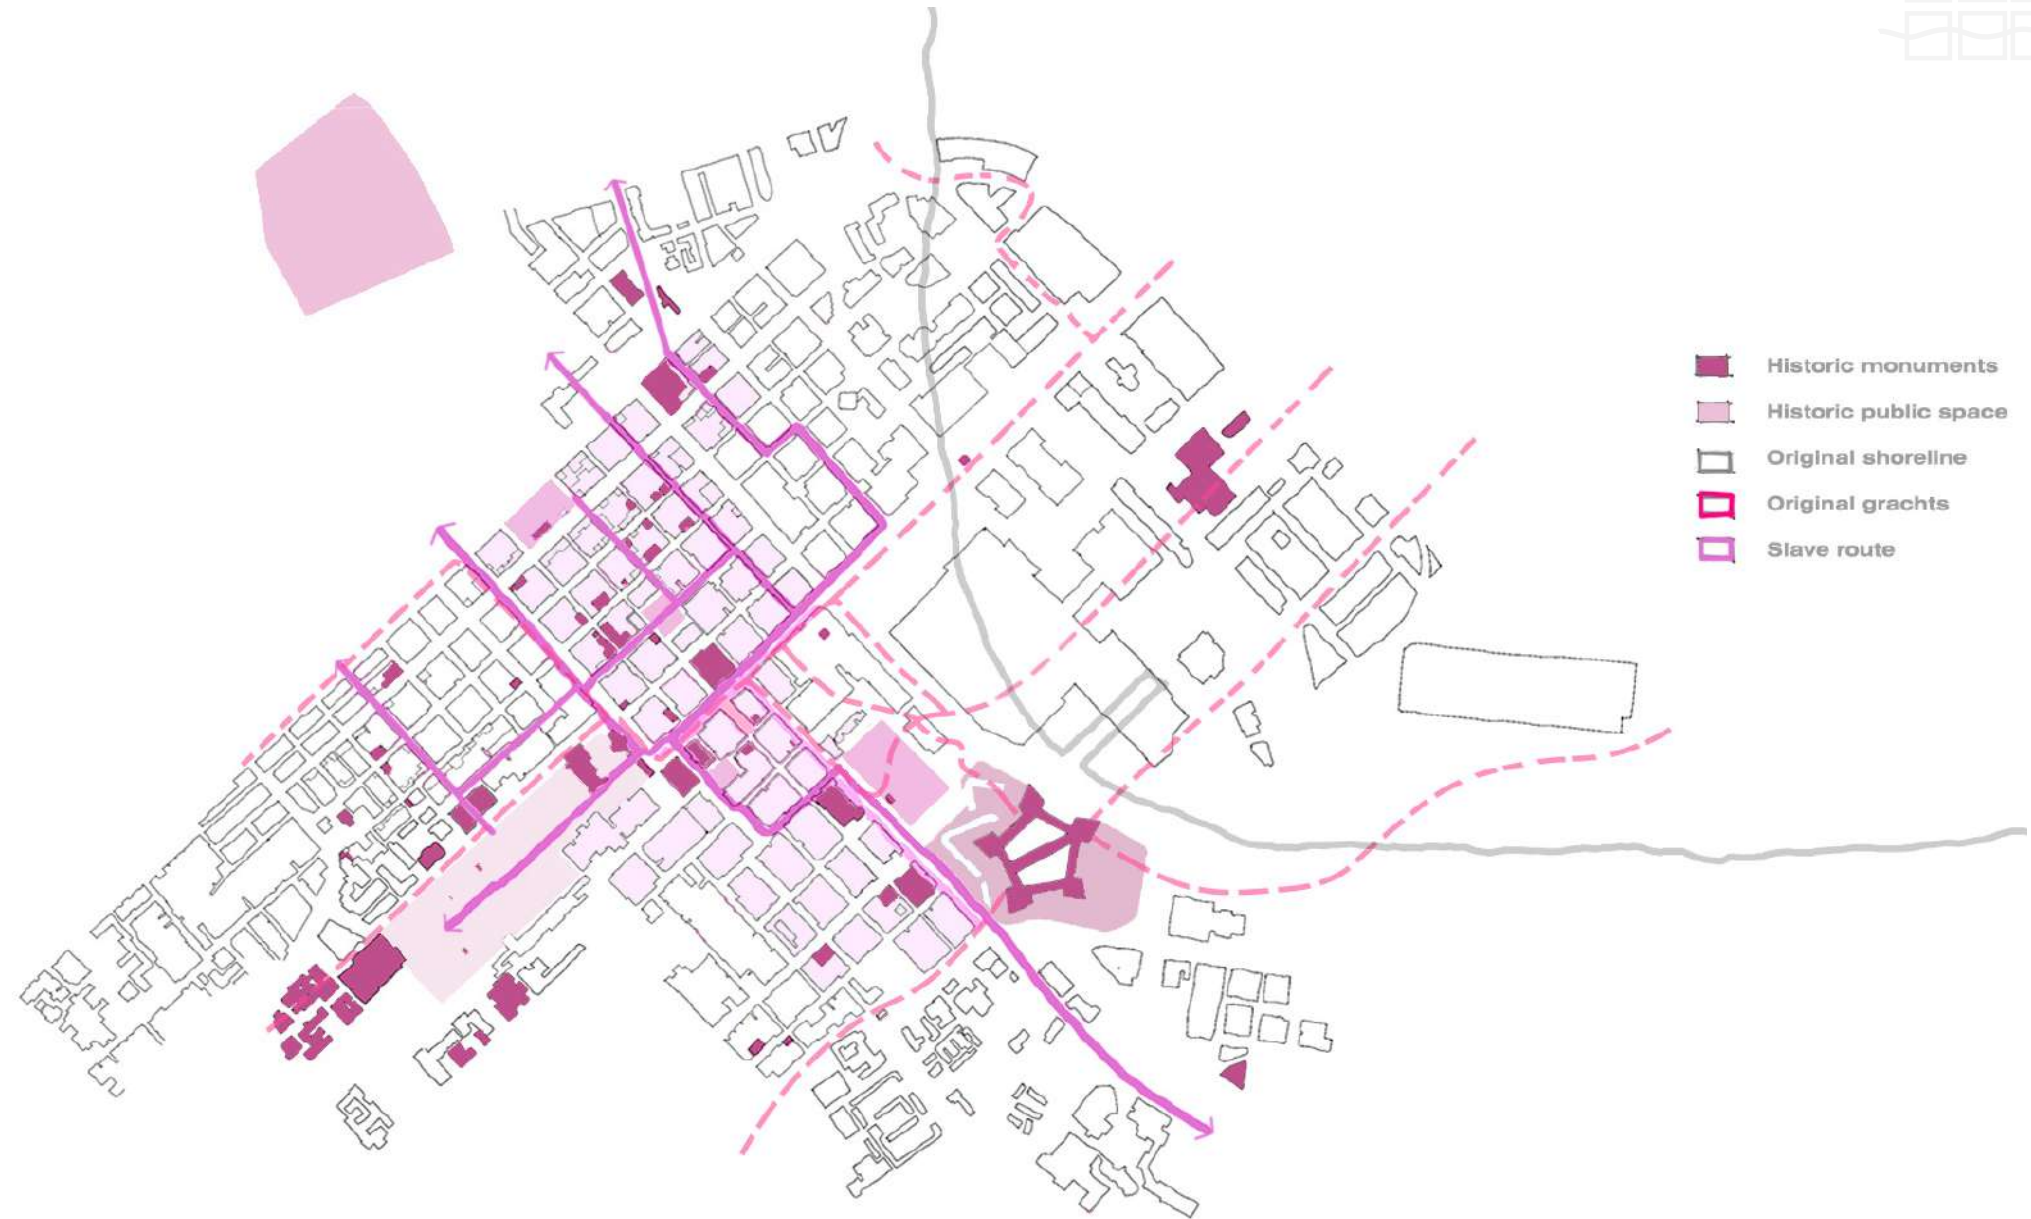 Historic monuments
Historic public space
Original shoreline
Original grachts
Slave route